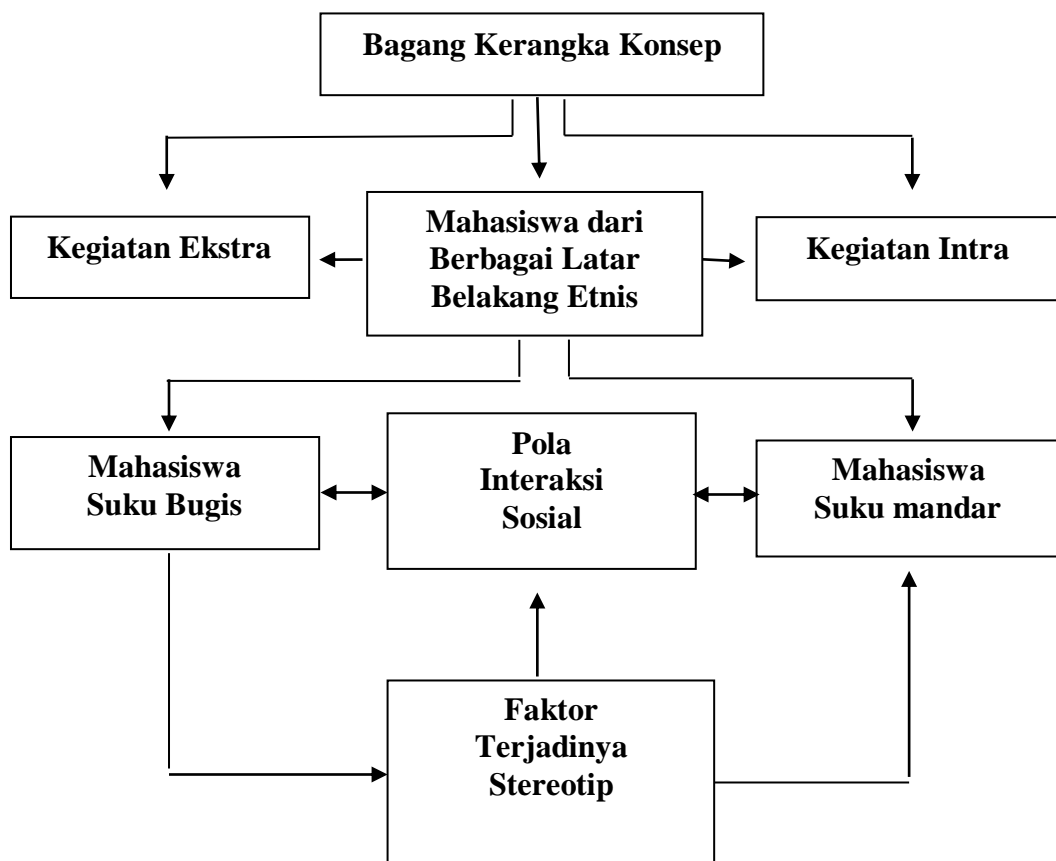 Bagang Kerangka Konsep
Kegiatan Ekstra
Mahasiswa dari
Berbagai Latar
Belakang Etnis
Kegiatan Intra
Mahasiswa
Suku Bugis
Pola
Interaksi
Sosial
Mahasiswa
Suku mandar
Faktor
Terjadinya
Stereotip